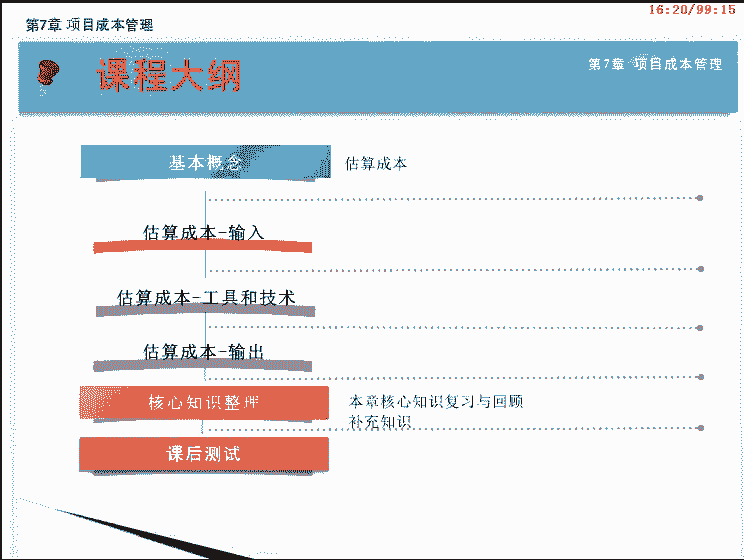 16:20/99:15
第7章 项目成本管理
课程大纲
第7章 项目成本管理
基本概念
估算成本
估算成本-输入
估算成本-工具和技术
估算成本-输出
核心知识整理
本章核心知识复习与回顾
补充知识
课后测试